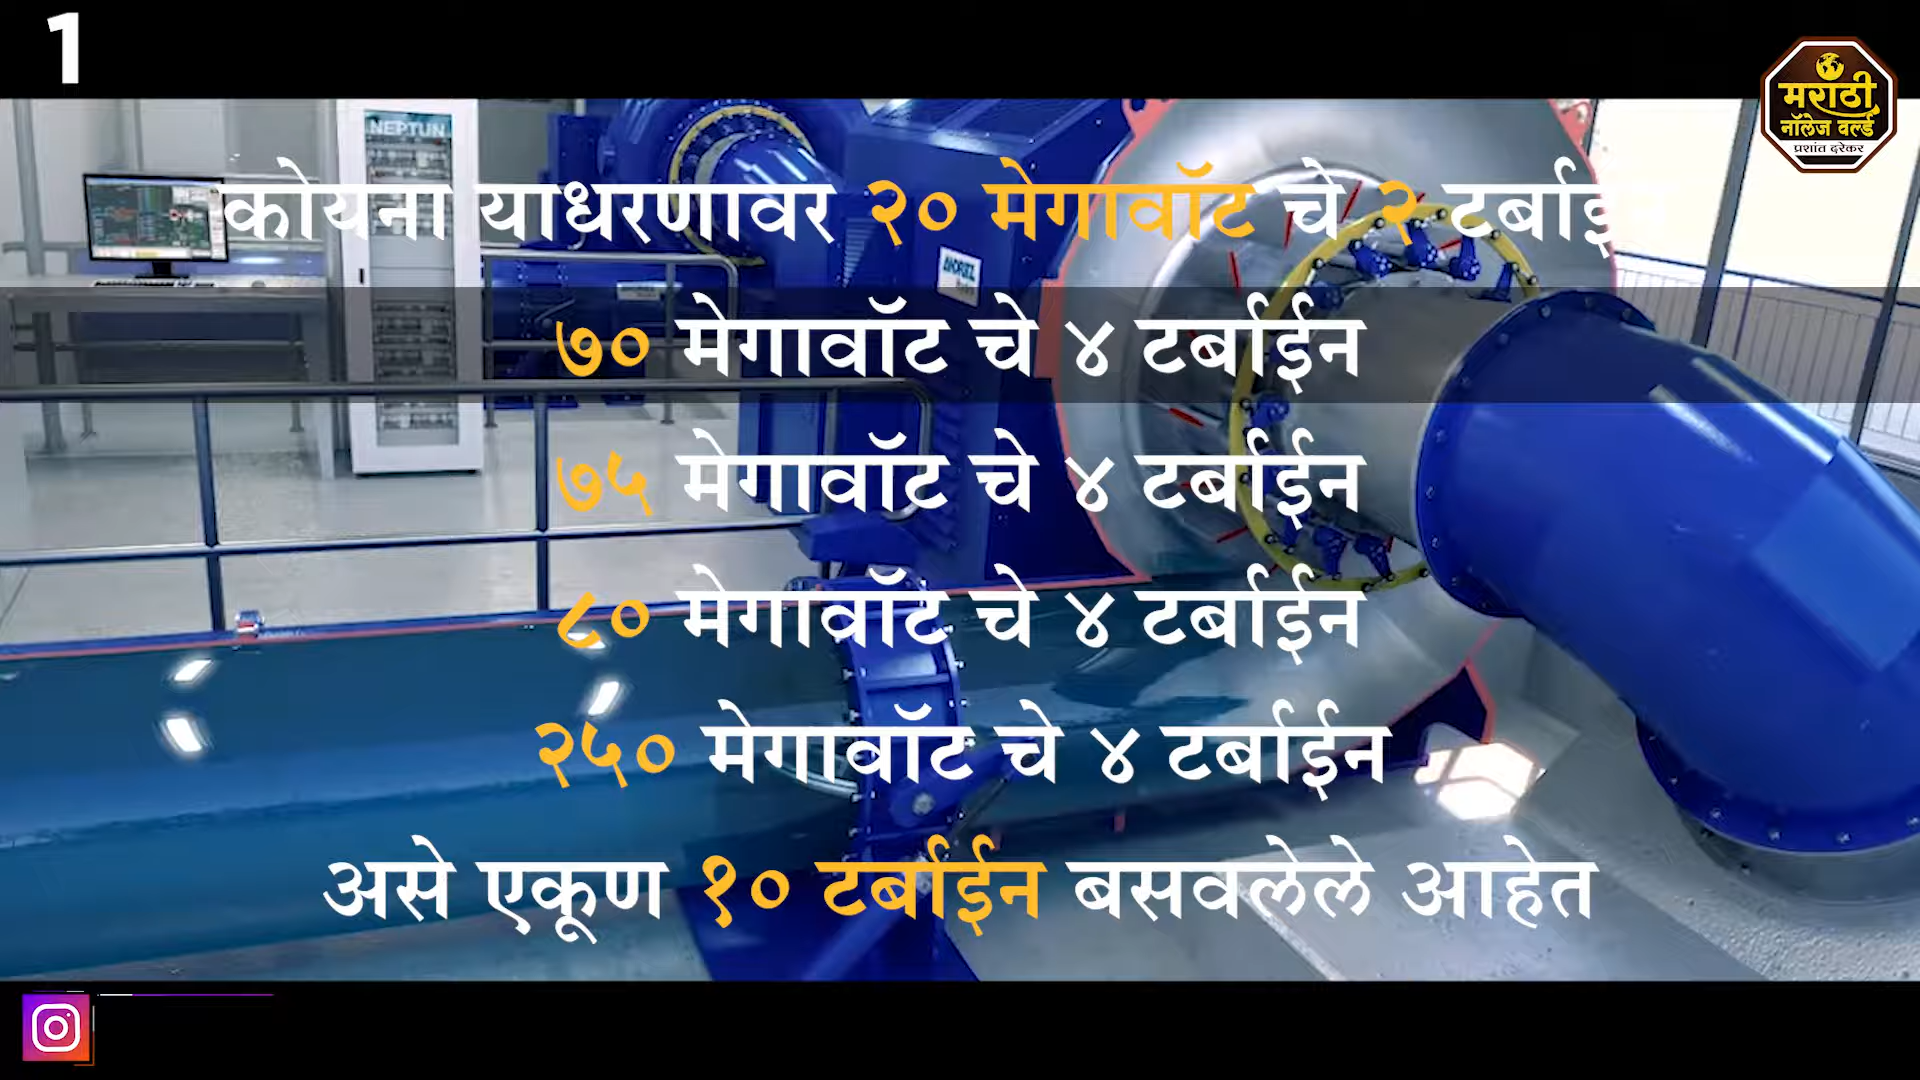 1
मराठी
नॉलेज वर्ल्ड
प्रशांत दरेकर
NEPTUN
कोयना याधरणावर २० मेगावॉट चे २ टर्बाइन
ANDRITZ
७० मेगावॉट चे ४ टर्बाईन
७५ मेगावॉट चे ४ टर्बाईन
८० मेगावॉट चे ४ टर्बाईन
२५० मेगावॉट चे ४ टर्बाईन
असे एकूण १० टर्बाईन बसवलेले आहेत